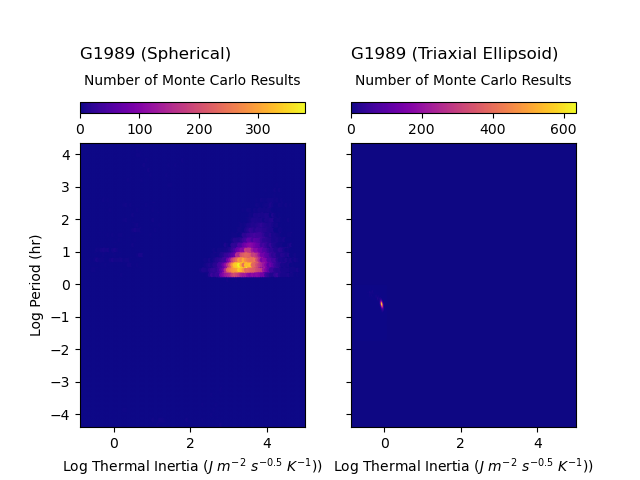 G1989 (Spherical)
Number of Monte Carlo Results
0 100 200 300
4
3
2
1
0
−1
−2
−3
−4
Log Period (hr)
0 2 4
Log Thermal Inertia (J m⁻² s⁻⁰·⁵ K⁻¹))
G1989 (Triaxial Ellipsoid)
Number of Monte Carlo Results
0 200 400 600
0 2 4
Log Thermal Inertia (J m⁻² s⁻⁰·⁵ K⁻¹))